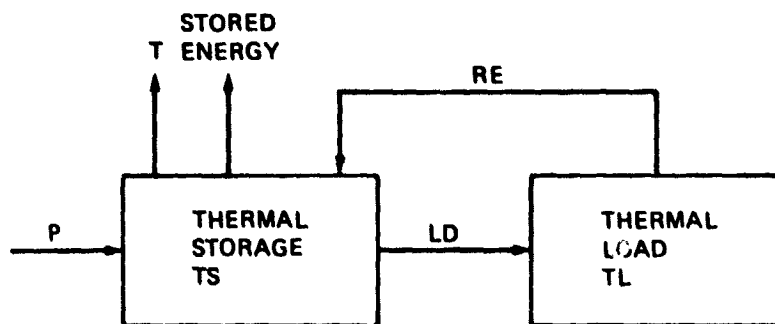 STORED
T ENERGY
RE
P
THERMAL
STORAGE
TS
LD
THERMAL
LOAD
TL